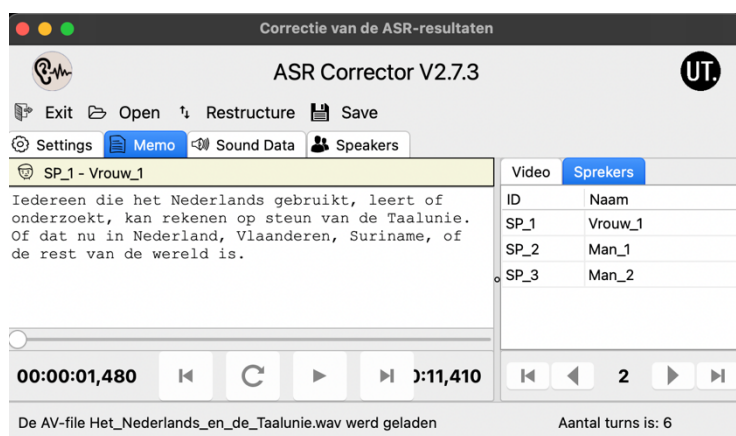 Correctie van de ASR-resultaten
ASR Corrector V2.7.3
UT.
Exit Open Restructure Save
Settings Memo Sound Data Speakers
SP_1 - Vrouw_1
Iedereen die het Nederlands gebruikt, leert of
onderzoekt, kan rekenen op steun van de Taalunie.
Of dat nu in Nederland, Vlaanderen, Suriname, of
de rest van de wereld is.
Video Sprekers
ID Naam
SP_1 Vrouw_1
SP_2 Man_1
SP_3 Man_2
00:00:01,480 0:11,410 2
De AV-file Het_Nederlands_en_de_Taalunie.wav werd geladen Aantal turns is: 6